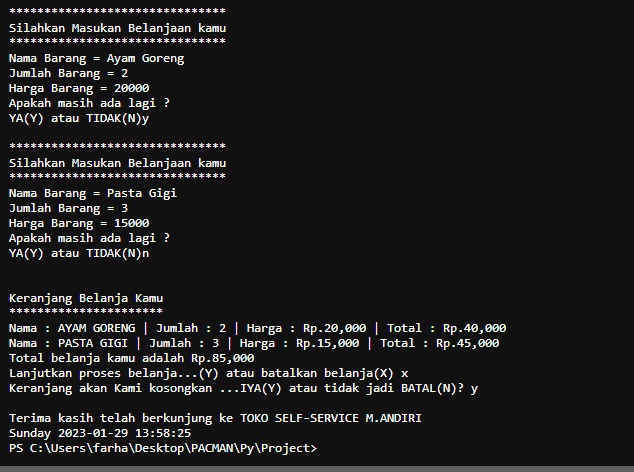 *******************************
Silahkan Masukan Belanjaan kamu
*******************************
Nama Barang = Ayam Goreng
Jumlah Barang = 2
Harga Barang = 20000
Apakah masih ada lagi ?
YA(Y) atau TIDAK(N)y
*******************************
Silahkan Masukan Belanjaan kamu
*******************************
Nama Barang = Pasta Gigi
Jumlah Barang = 3
Harga Barang = 15000
Apakah masih ada lagi ?
YA(Y) atau TIDAK(N)n
Keranjang Belanja Kamu
**********************
Nama : AYAM GORENG | Jumlah : 2 | Harga : Rp.20,000 | Total : Rp.40,000
Nama : PASTA GIGI | Jumlah : 3 | Harga : Rp.15,000 | Total : Rp.45,000
Total belanja kamu adalah Rp.85,000
Lanjutkan proses belanja...(Y) atau batalkan belanja(X) x
Keranjang akan Kami kosongkan ...IYA(Y) atau tidak jadi BATAL(N)? y
Terima kasih telah berkunjung ke TOKO SELF-SERVICE M.ANDIRI
Sunday 2023-01-29 13:58:25
PS C:\Users\farha\Desktop\PACMAN\Py\Project>